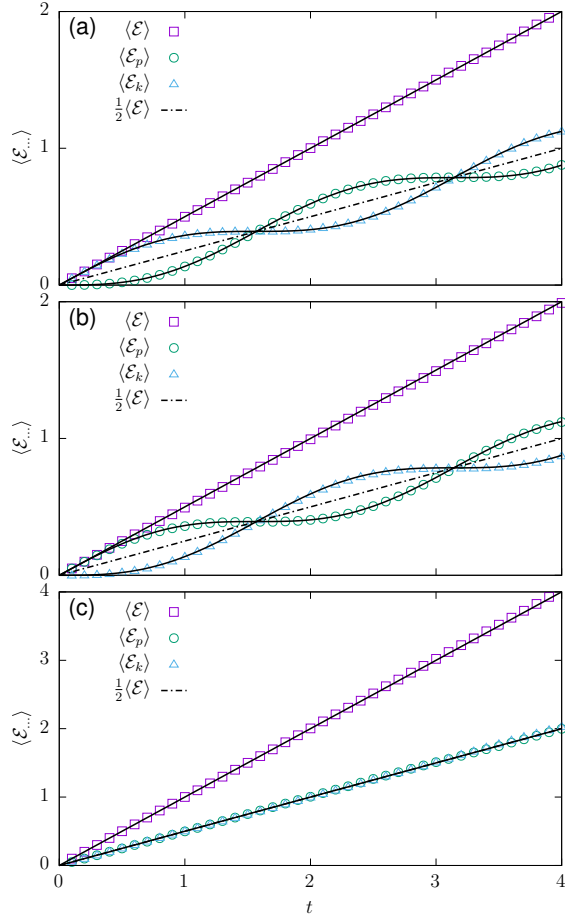 (a)
⟨ℰ⟩
⟨ℰ_p⟩
⟨ℰ_k⟩
½⟨ℰ⟩
⟨ℰ...⟩
2
1
0
(b)
⟨ℰ⟩
⟨ℰ_p⟩
⟨ℰ_k⟩
½⟨ℰ⟩
⟨ℰ...⟩
2
1
0
(c)
⟨ℰ⟩
⟨ℰ_p⟩
⟨ℰ_k⟩
½⟨ℰ⟩
⟨ℰ...⟩
4
3
2
1
0
0 1 2 3 4
t